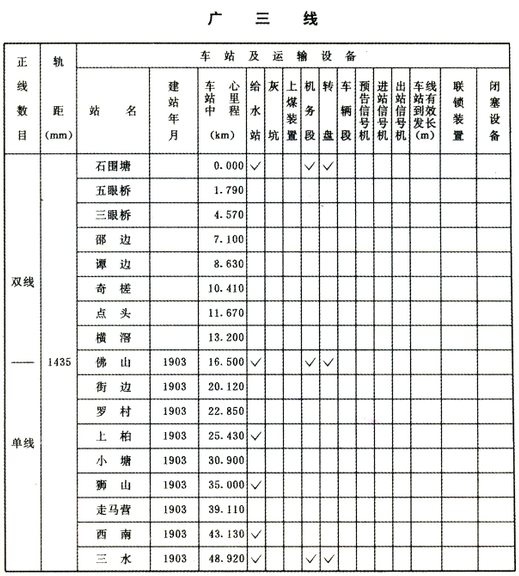 广三线
正线数目 轨距(mm) 车站及运输设备
站名 建站年月 车站中心里程(km) 给水站 灰坑 上煤装置 机务段 转盘 车辆段 预告信号机 进站信号机 出站信号机 车站到发线有效长(m) 联锁装置 闭塞设备
石围塘 0.000 ✓ ✓ ✓
五眼桥 1.790
三眼桥 4.570
邵边 7.100
谭边 8.630
双线 奇槎 10.410
点头 11.670
横滘 13.200
— 1435 佛山 1903 16.500 ✓ ✓ ✓
街边 1903 20.120
罗村 1903 22.850
单线 上柏 1903 25.430 ✓
小塘 1903 30.900
狮山 1903 35.000 ✓
走马营 1903 39.110
西南 1903 43.130 ✓
三水 1903 48.920 ✓ ✓ ✓